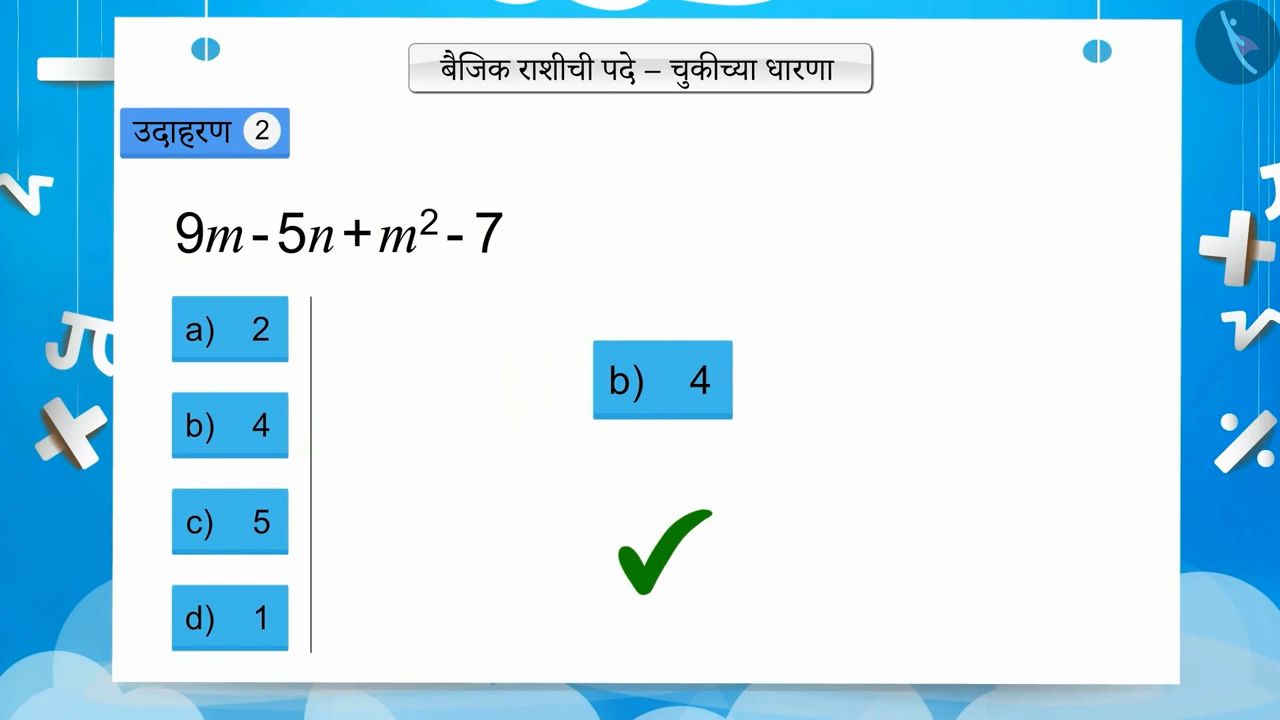 बैजिक राशीची पदे – चुकीच्या धारणा
उदाहरण 2
9m - 5n + m² - 7
a) 2
b) 4
c) 5
d) 1
b) 4